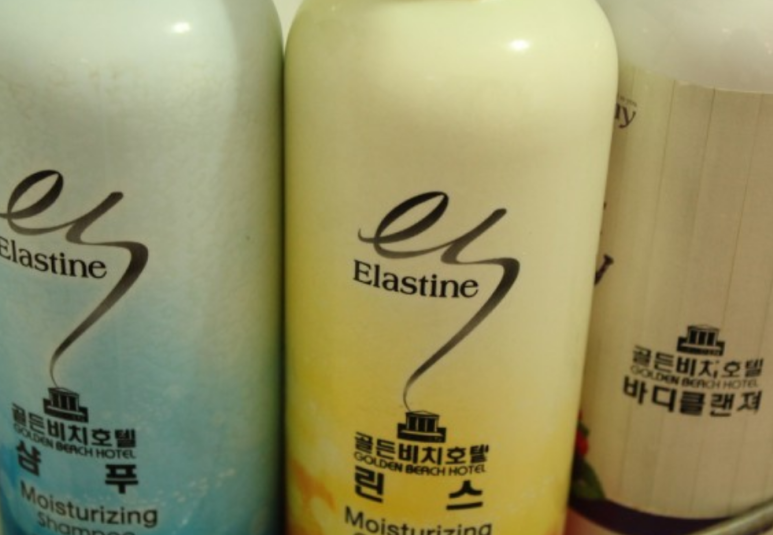 Elastine
골든비치호텔
GOLDEN BEACH HOTEL
샴 푸
Moisturizing
Shampoo
Elastine
골든비치호텔
GOLDEN BEACH HOTEL
린 스
Moisturizing
골든비치호텔
GOLDEN BEACH HOTEL
바디클랜져